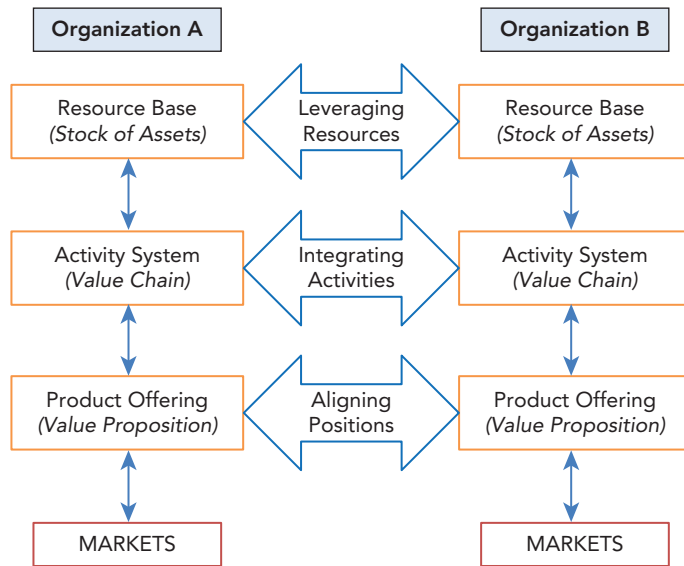 Organization A
Organization B
Resource Base
(Stock of Assets)
Leveraging
Resources
Resource Base
(Stock of Assets)
Activity System
(Value Chain)
Integrating
Activities
Activity System
(Value Chain)
Product Offering
(Value Proposition)
Aligning
Positions
Product Offering
(Value Proposition)
MARKETS
MARKETS